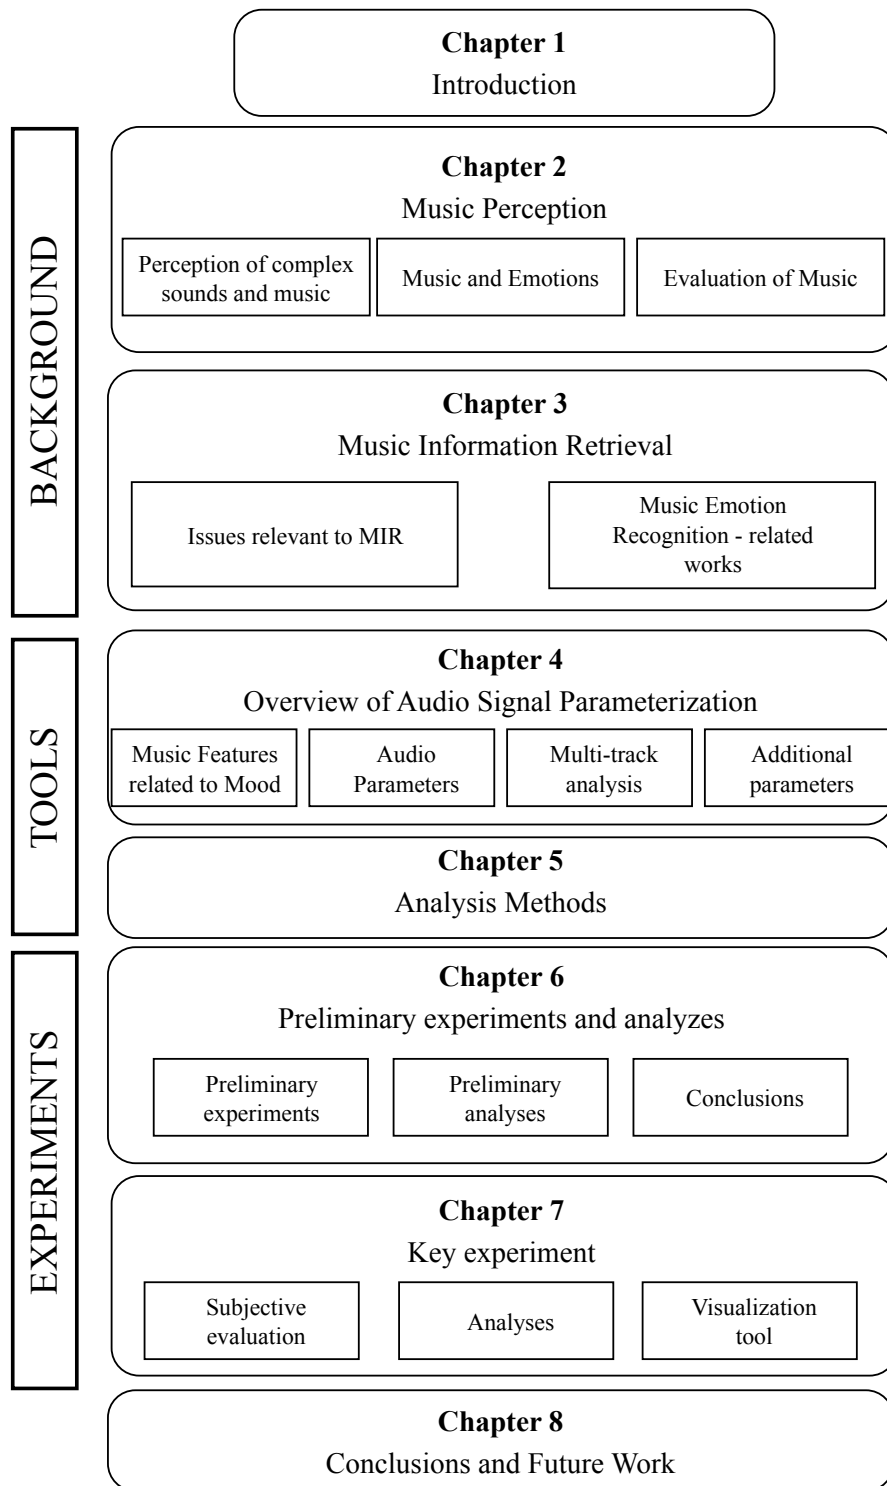 Chapter 1
Introduction
BACKGROUND
Chapter 2
Music Perception
Perception of complex
sounds and music
Music and Emotions
Evaluation of Music
Chapter 3
Music Information Retrieval
Issues relevant to MIR
Music Emotion
Recognition - related
works
TOOLS
Chapter 4
Overview of Audio Signal Parameterization
Music Features
related to Mood
Audio
Parameters
Multi-track
analysis
Additional
parameters
Chapter 5
Analysis Methods
EXPERIMENTS
Chapter 6
Preliminary experiments and analyzes
Preliminary
experiments
Preliminary
analyses
Conclusions
Chapter 7
Key experiment
Subjective
evaluation
Analyses
Visualization
tool
Chapter 8
Conclusions and Future Work